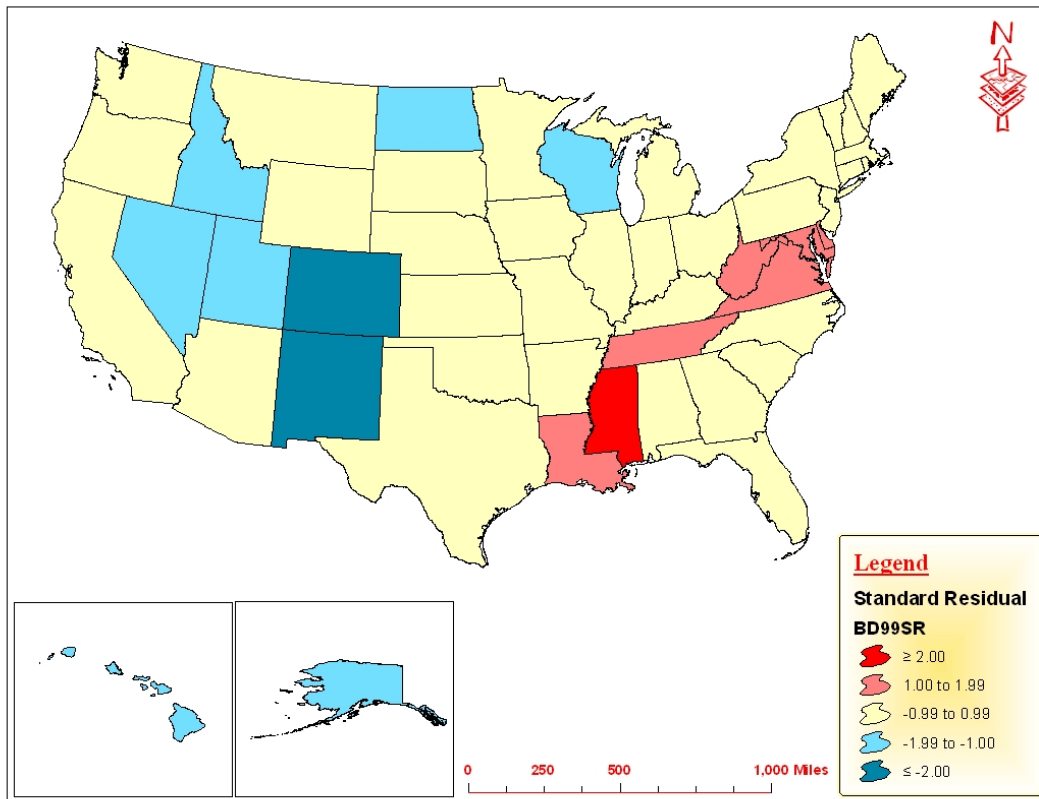 N
Legend
Standard Residual
BD99SR
≥ 2.00
1.00 to 1.99
-0.99 to 0.99
-1.99 to -1.00
≤ -2.00
0 250 500 1,000 Miles